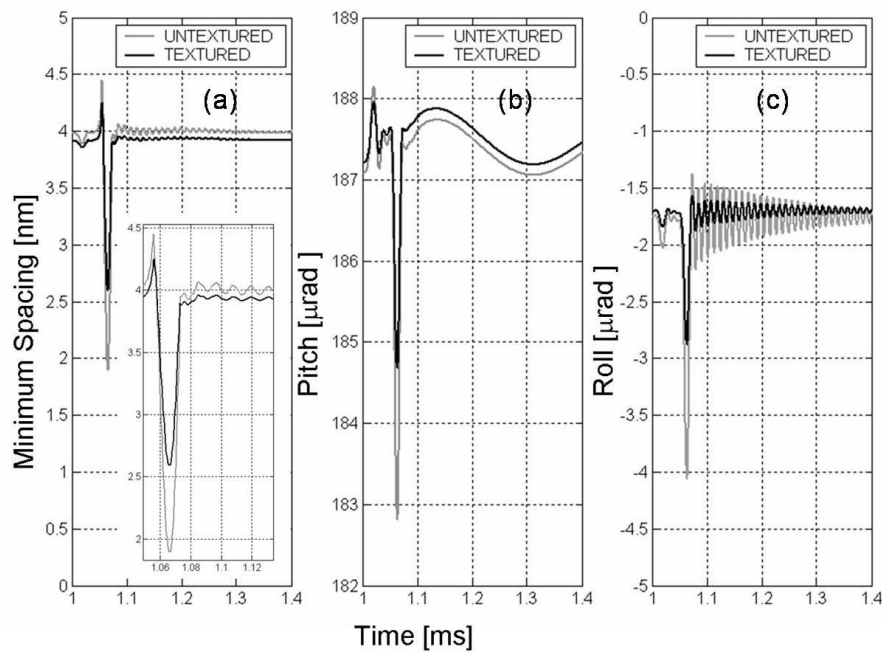 UNTEXTURED
TEXTURED
(a)
Minimum Spacing [nm]
5
4.5
4
3.5
3
2.5
2
1.5
1
0.5
0
1 1.1 1.2 1.3 1.4
4.5
4
3.5
3
2.5
2
1.06 1.08 1.1 1.12
UNTEXTURED
TEXTURED
(b)
Pitch [μrad ]
189
188
187
186
185
184
183
182
1 1.1 1.2 1.3 1.4
UNTEXTURED
TEXTURED
(c)
Roll [μrad ]
-0
-0.5
-1
-1.5
-2
-2.5
-3
-3.5
-4
-4.5
-5
1 1.1 1.2 1.3 1.4
Time [ms]